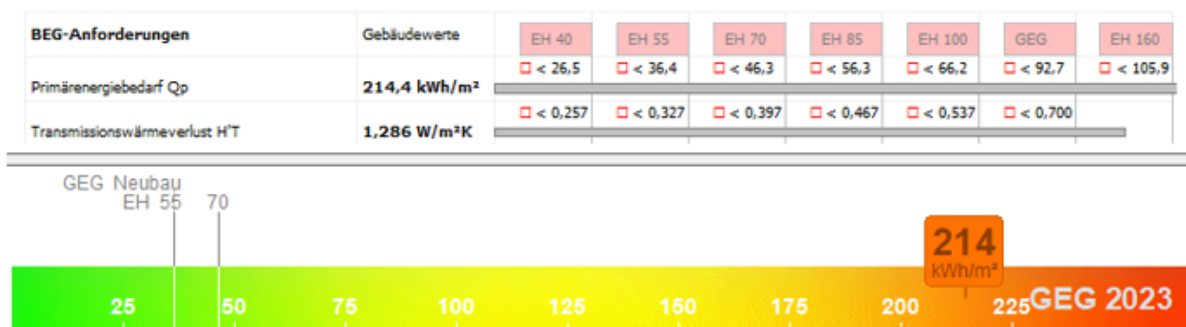 BEG-Anforderungen Gebäudewerte EH 40 EH 55 EH 70 EH 85 EH 100 GEG EH 160
< 26,5 < 36,4 < 46,3 < 56,3 < 66,2 < 92,7 < 105,9
Primärenergiebedarf Qp 214,4 kWh/m²
< 0,257 < 0,327 < 0,397 < 0,467 < 0,537 < 0,700
Transmissionswärmeverlust H'T 1,286 W/m²K
GEG Neubau
EH 55 70
214
kWh/m²
25 50 75 100 125 150 175 200 225 GEG 2023